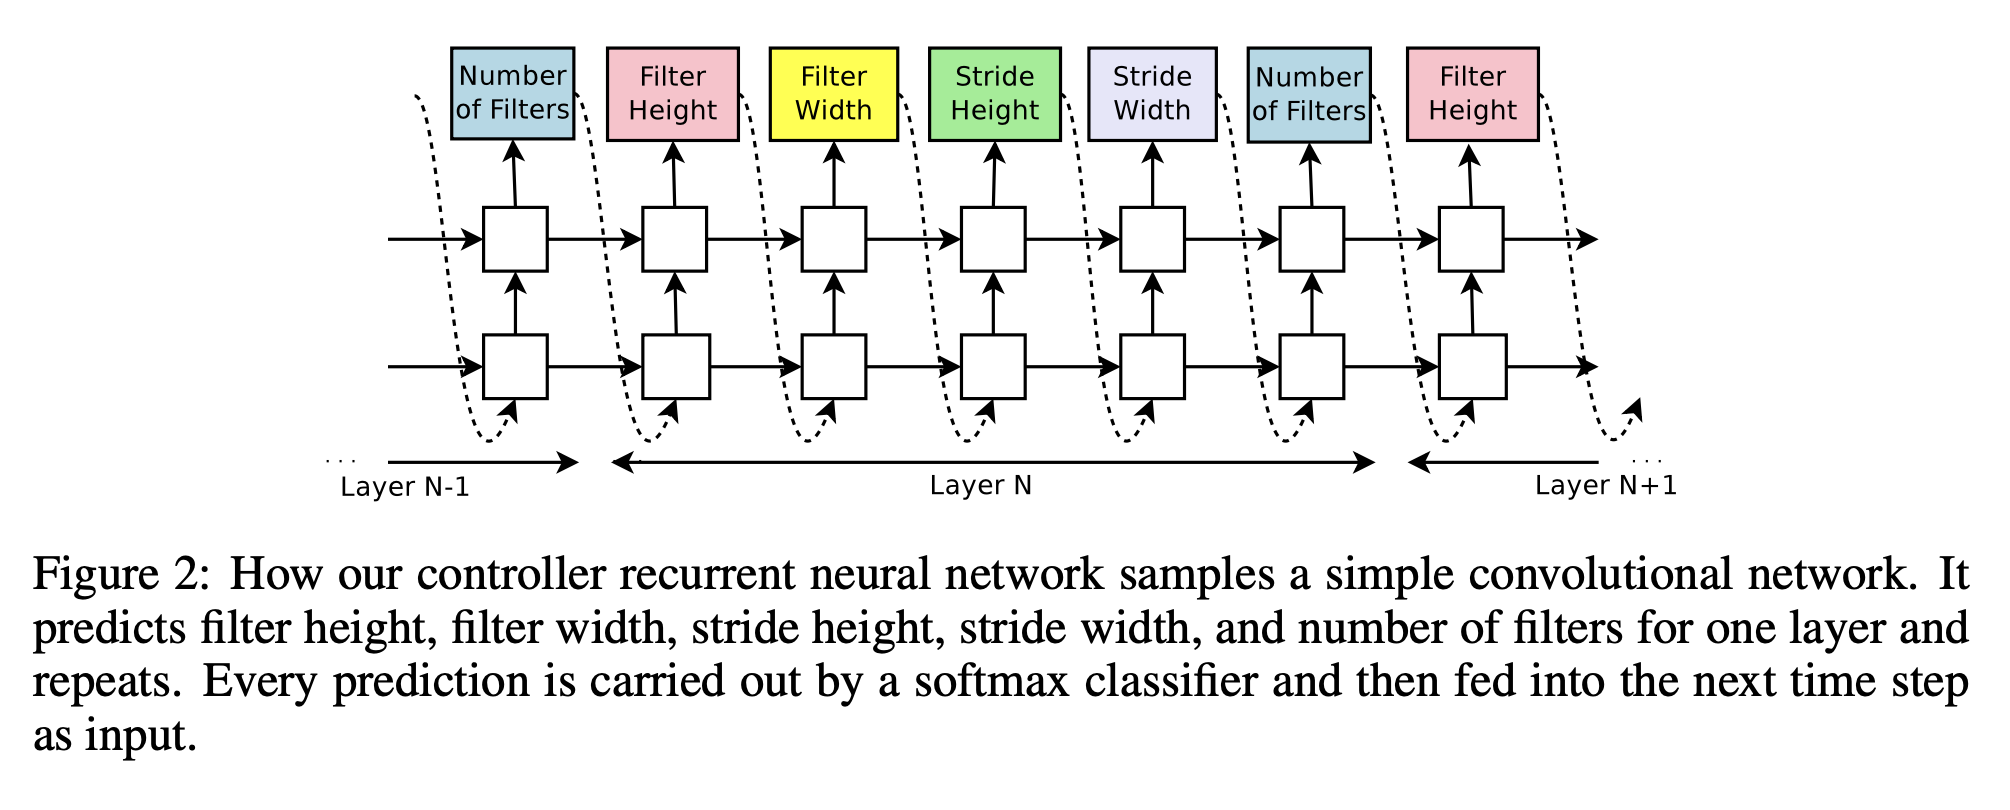 Number
of Filters
Filter
Height
Filter
Width
Stride
Height
Stride
Width
Number
of Filters
Filter
Height
. . .
Layer N-1
Layer N
. . .
Layer N+1
Figure 2: How our controller recurrent neural network samples a simple convolutional network. It
predicts filter height, filter width, stride height, stride width, and number of filters for one layer and
repeats. Every prediction is carried out by a softmax classifier and then fed into the next time step
as input.